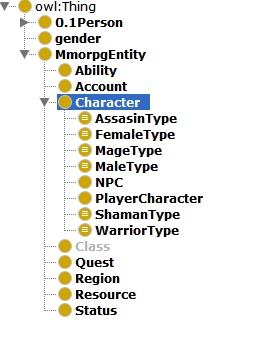 owl:Thing
0.1Person
gender
MmorpgEntity
Ability
Account
Character
AssasinType
FemaleType
MageType
MaleType
NPC
PlayerCharacter
ShamanType
WarriorType
Class
Quest
Region
Resource
Status